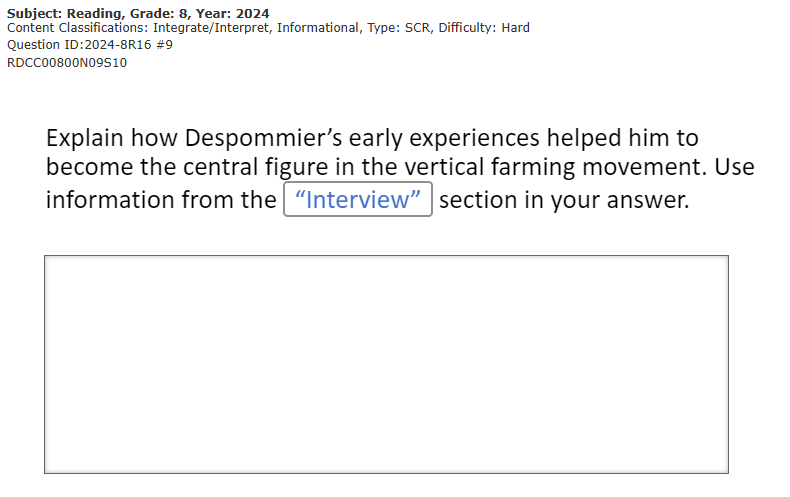 Subject: Reading, Grade: 8, Year: 2024
Content Classifications: Integrate/Interpret, Informational, Type: SCR, Difficulty: Hard
Question ID:2024-8R16 #9
RDCC00800N09S10
Explain how Despommier’s early experiences helped him to
become the central figure in the vertical farming movement. Use
information from the “Interview” section in your answer.